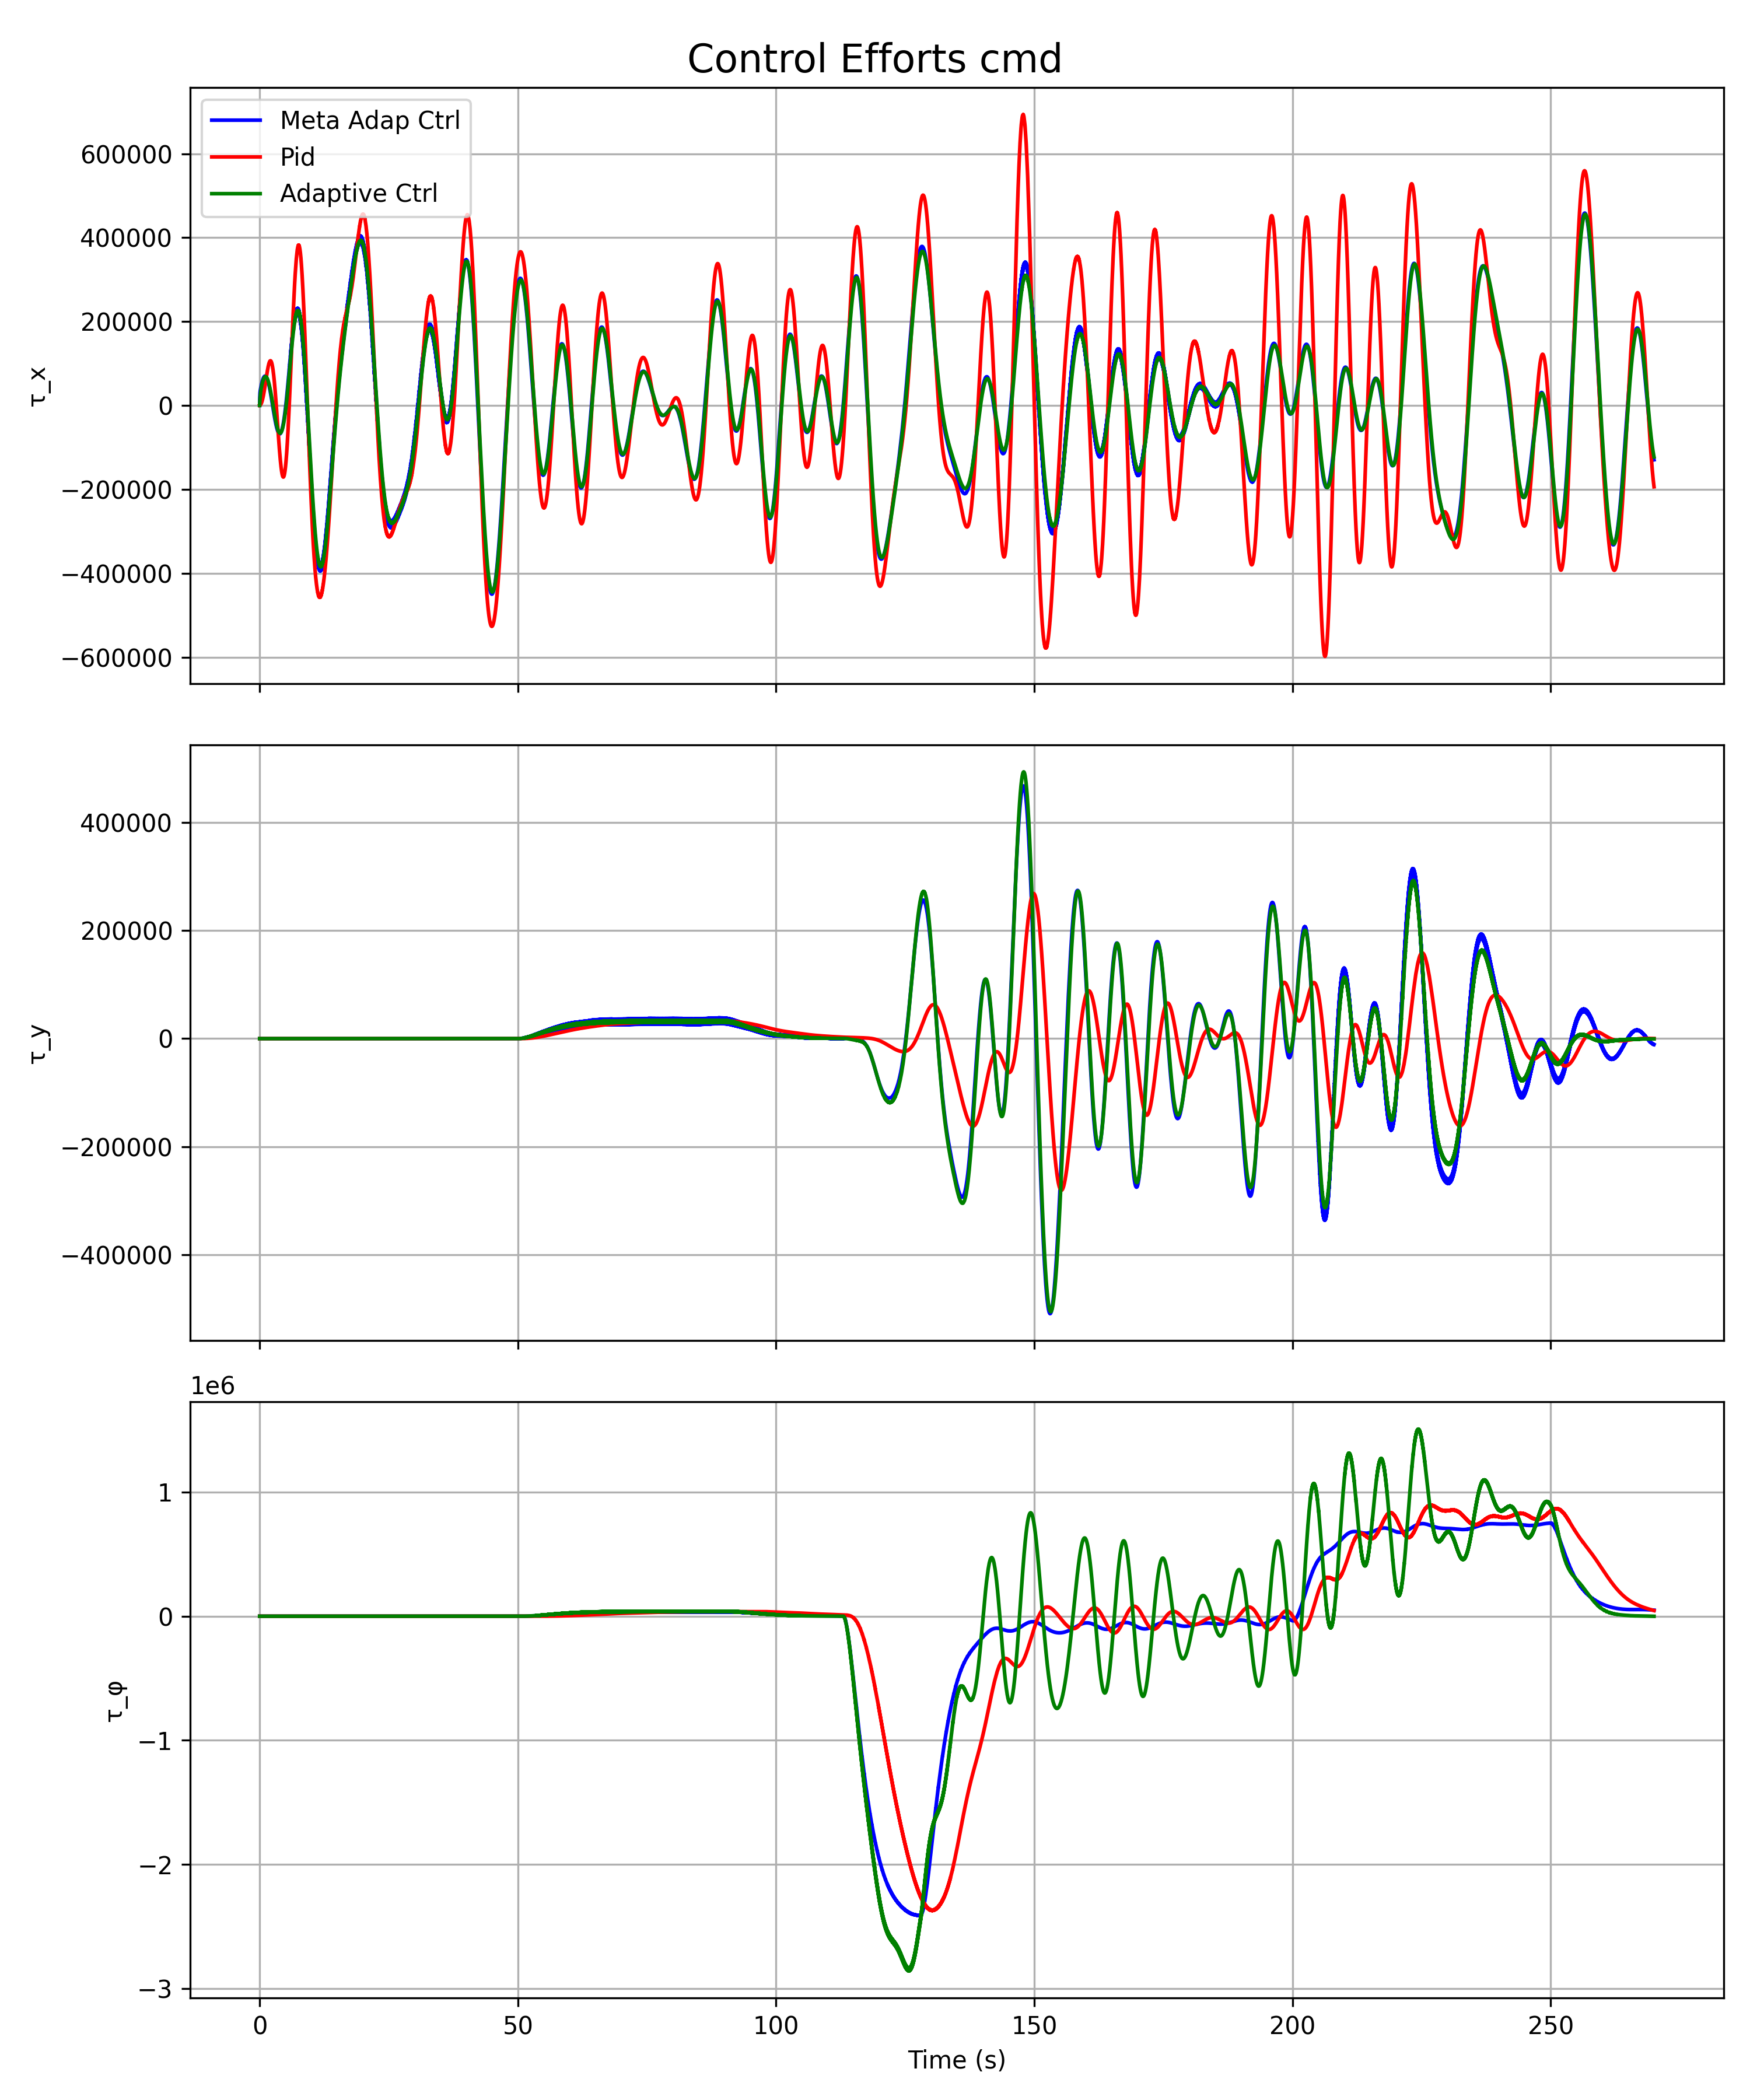 Control Efforts cmd
Meta Adap Ctrl
Pid
Adaptive Ctrl
600000
400000
200000
0
−200000
−400000
−600000
τ_x
400000
200000
0
−200000
−400000
τ_y
1e6
1
0
−1
−2
−3
τ_φ
0 50 100 150 200 250
Time (s)